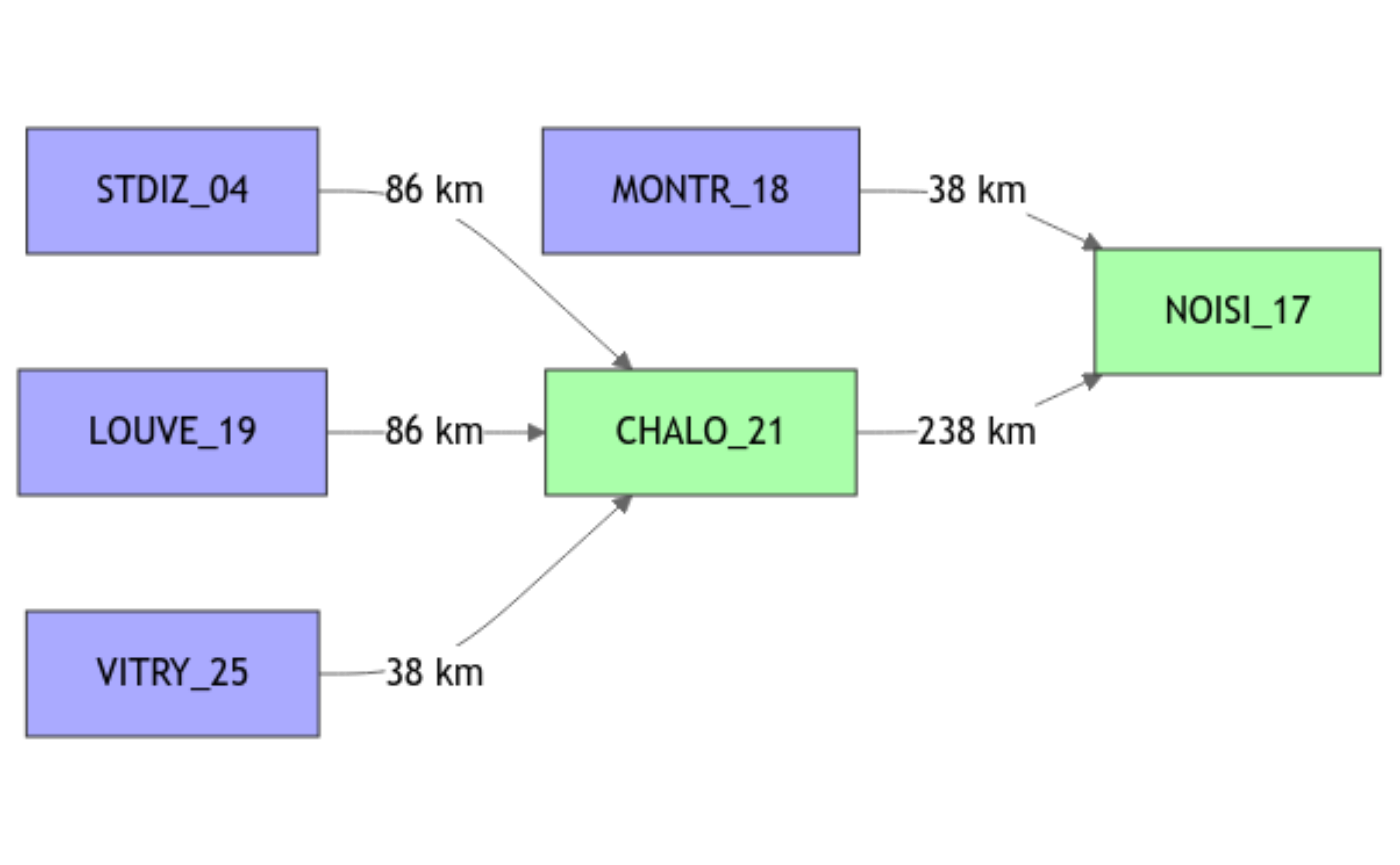 STDIZ_04
86 km
MONTR_18
38 km
NOISI_17
LOUVE_19
86 km
CHALO_21
238 km
VITRY_25
38 km